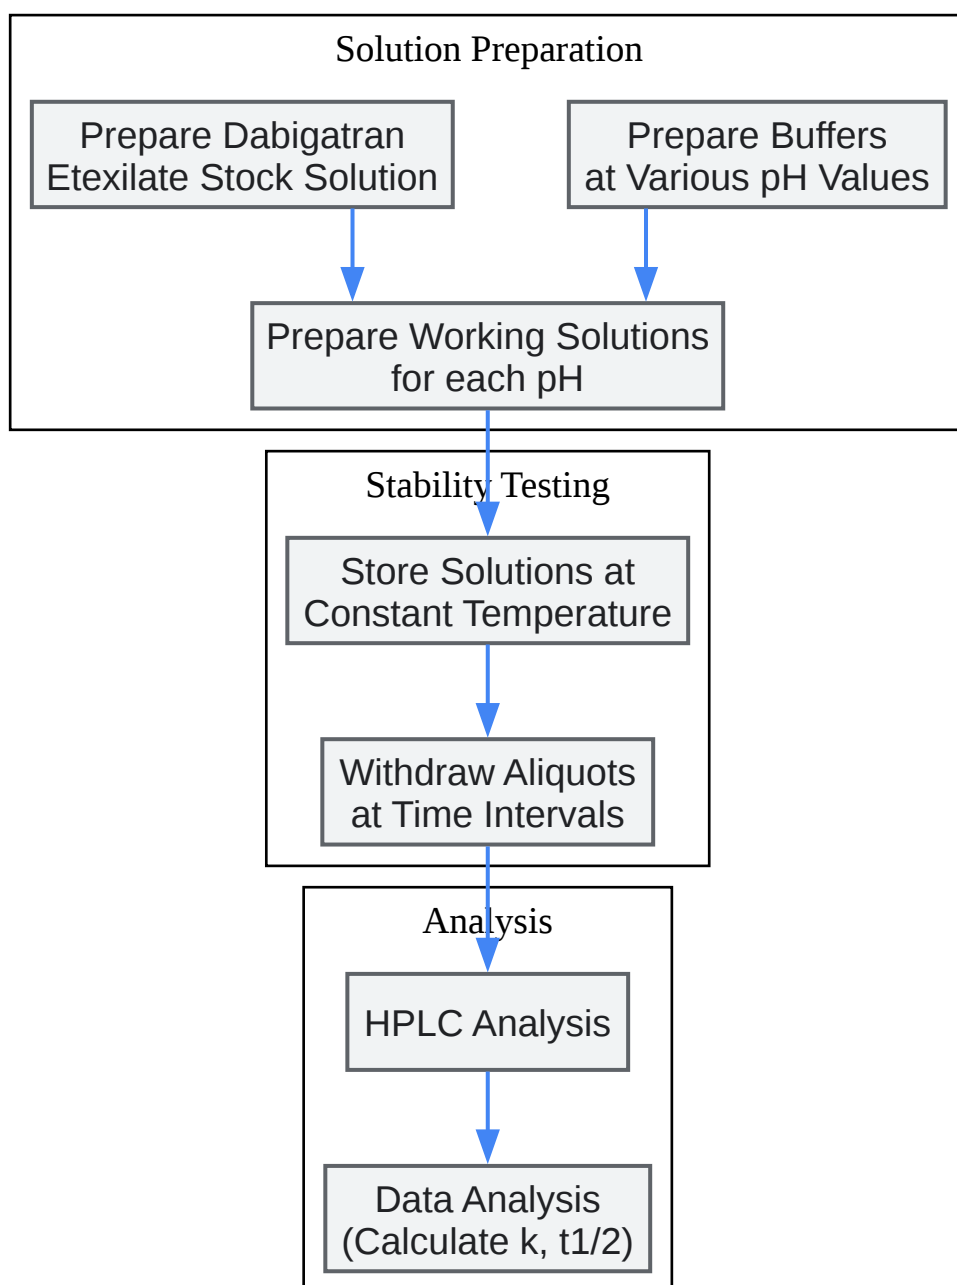 Solution Preparation
Prepare Dabigatran
Etexilate Stock Solution
Prepare Buffers
at Various pH Values
Prepare Working Solutions
for each pH
Stability Testing
Store Solutions at
Constant Temperature
Withdraw Aliquots
at Time Intervals
Analysis
HPLC Analysis
Data Analysis
(Calculate k, t1/2)